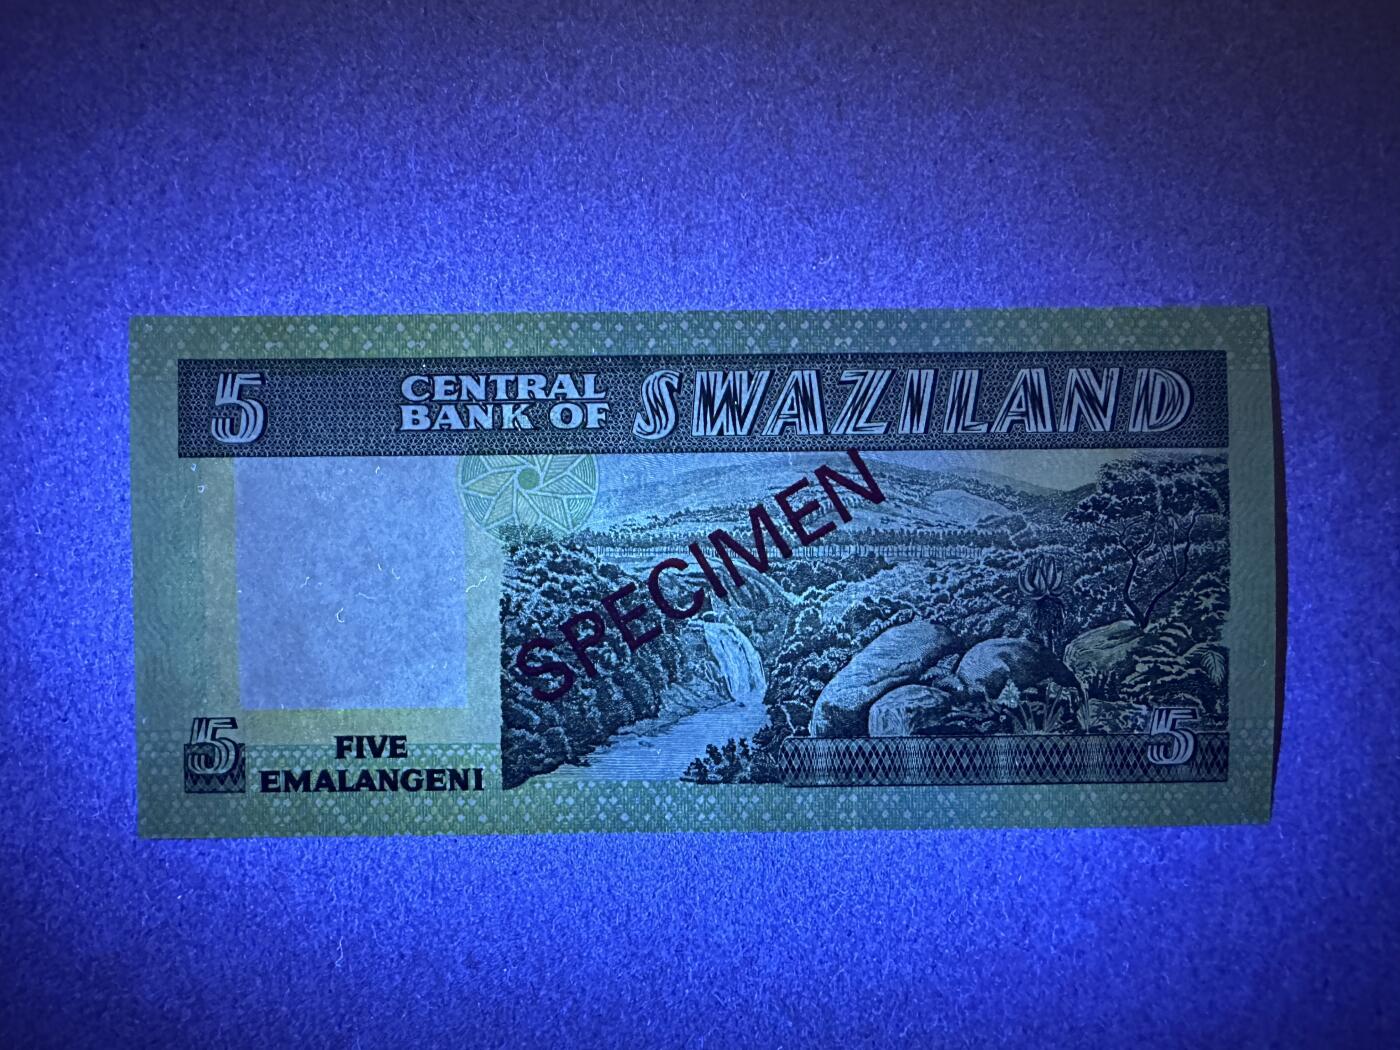 5
CENTRAL
BANK OF
SWAZILAND
SPECIMEN
5
FIVE
EMALANGENI
5